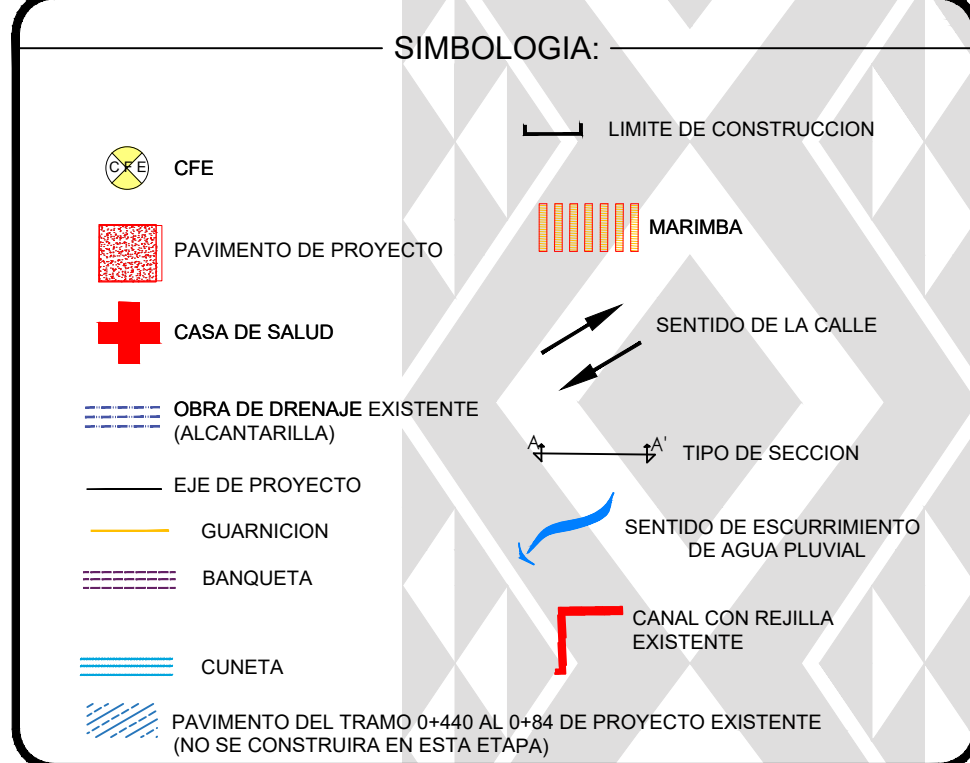 SIMBOLOGIA:
CFE
CFE
PAVIMENTO DE PROYECTO
CASA DE SALUD
OBRA DE DRENAJE EXISTENTE
(ALCANTARILLA)
EJE DE PROYECTO
GUARNICION
BANQUETA
CUNETA
PAVIMENTO DEL TRAMO 0+440 AL 0+84 DE PROYECTO EXISTENTE
(NO SE CONSTRUIRA EN ESTA ETAPA)
LIMITE DE CONSTRUCCION
MARIMBA
SENTIDO DE LA CALLE
A A' TIPO DE SECCION
SENTIDO DE ESCURRIMIENTO
DE AGUA PLUVIAL
CANAL CON REJILLA
EXISTENTE